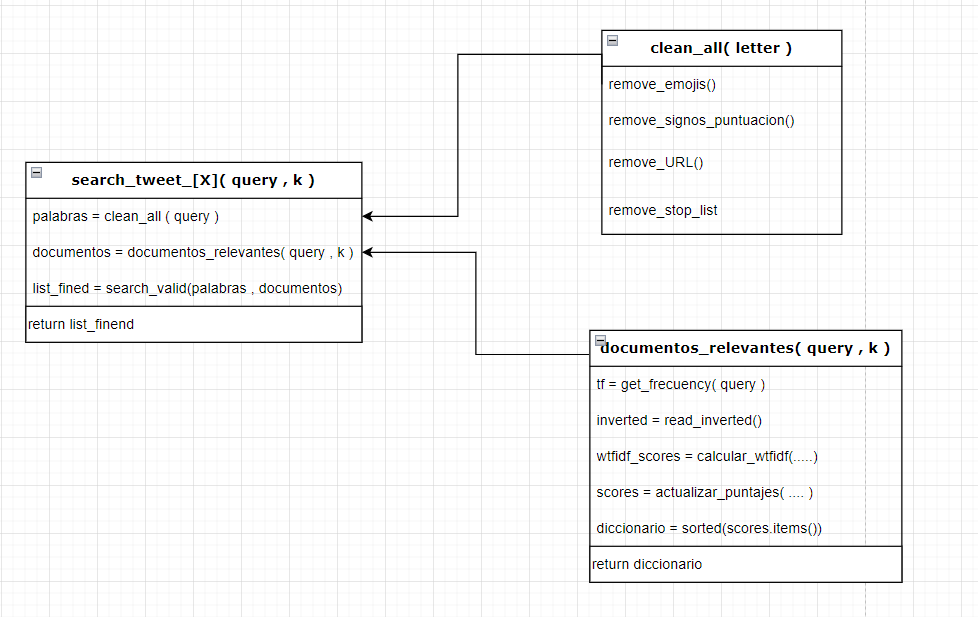 clean_all( letter )
remove_emojis()
remove_signos_puntuacion()
remove_URL()
remove_stop_list
search_tweet_[X]( query , k )
palabras = clean_all ( query )
documentos = documentos_relevantes( query , k )
list_fined = search_valid(palabras , documentos)
return list_finend
documentos_relevantes( query , k )
tf = get_frecuency( query )
inverted = read_inverted()
wtfidf_scores = calcular_wtfidf(.....)
scores = actualizar_puntajes( .... )
diccionario = sorted(scores.items())
return diccionario